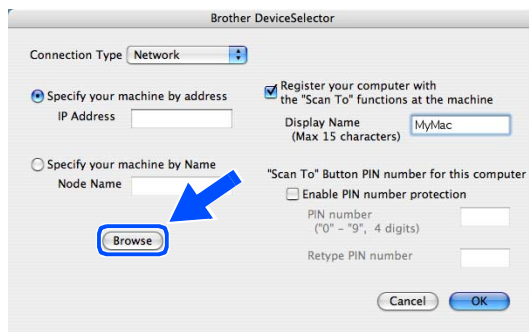 Brother DeviceSelector
Connection Type Network
Specify your machine by address
IP Address
Specify your machine by Name
Node Name
Browse
Register your computer with
the "Scan To" functions at the machine
Display Name MyMac
(Max 15 characters)
"Scan To" Button PIN number for this computer
Enable PIN number protection
PIN number
("0" - "9", 4 digits)
Retype PIN number
Cancel OK